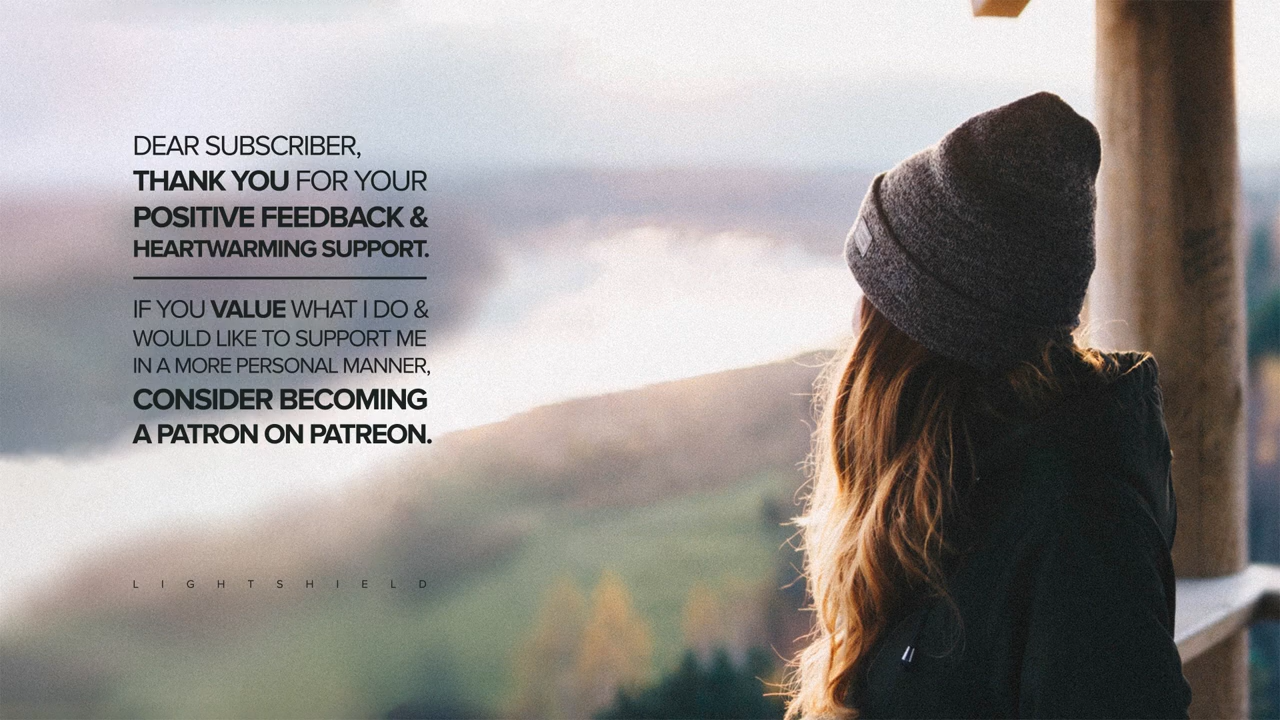 DEAR SUBSCRIBER,
THANK YOU FOR YOUR
POSITIVE FEEDBACK &
HEARTWARMING SUPPORT.
IF YOU VALUE WHAT I DO &
WOULD LIKE TO SUPPORT ME
IN A MORE PERSONAL MANNER,
CONSIDER BECOMING
A PATRON ON PATREON.
LIGHTSHIELD